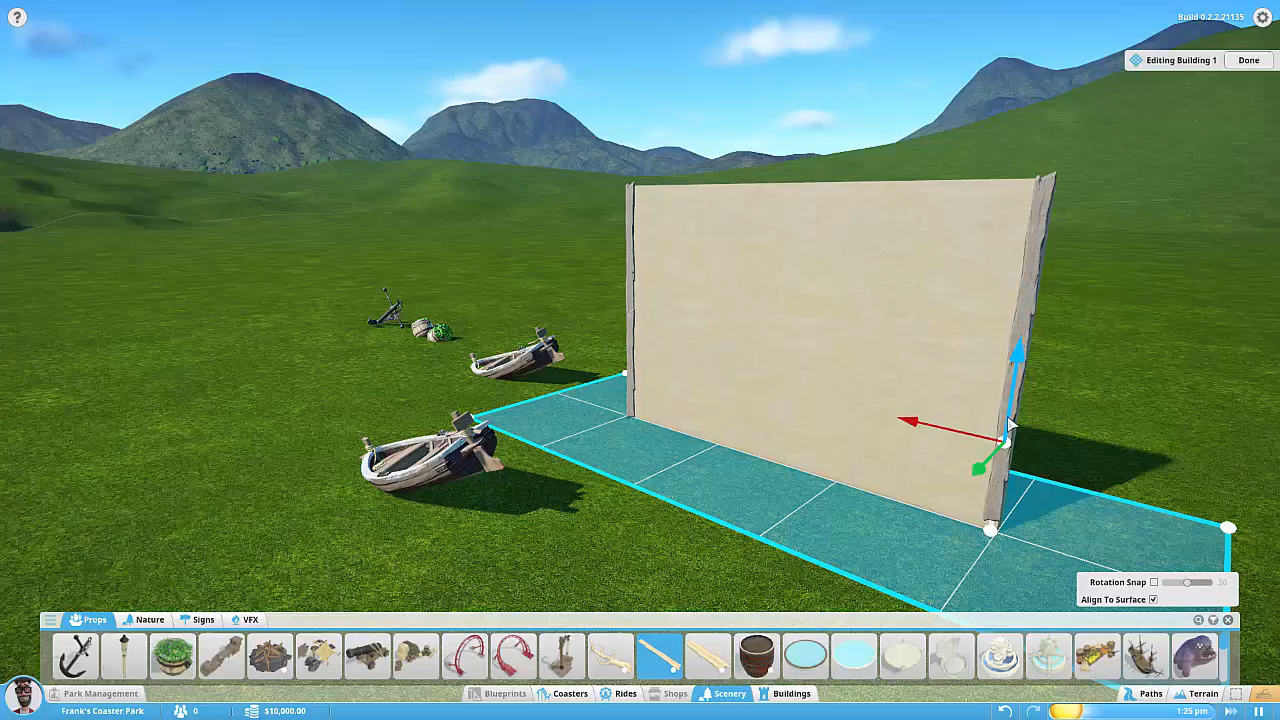 ?
Build 0.2.2.21135
Editing Building 1 Done
Rotation Snap 30
Align To Surface
Props Nature Signs VFX
Park Management Blueprints Coasters Rides Shops Scenery Buildings Paths Terrain
Frank's Coaster Park 0 $10,000.00 1:25 pm